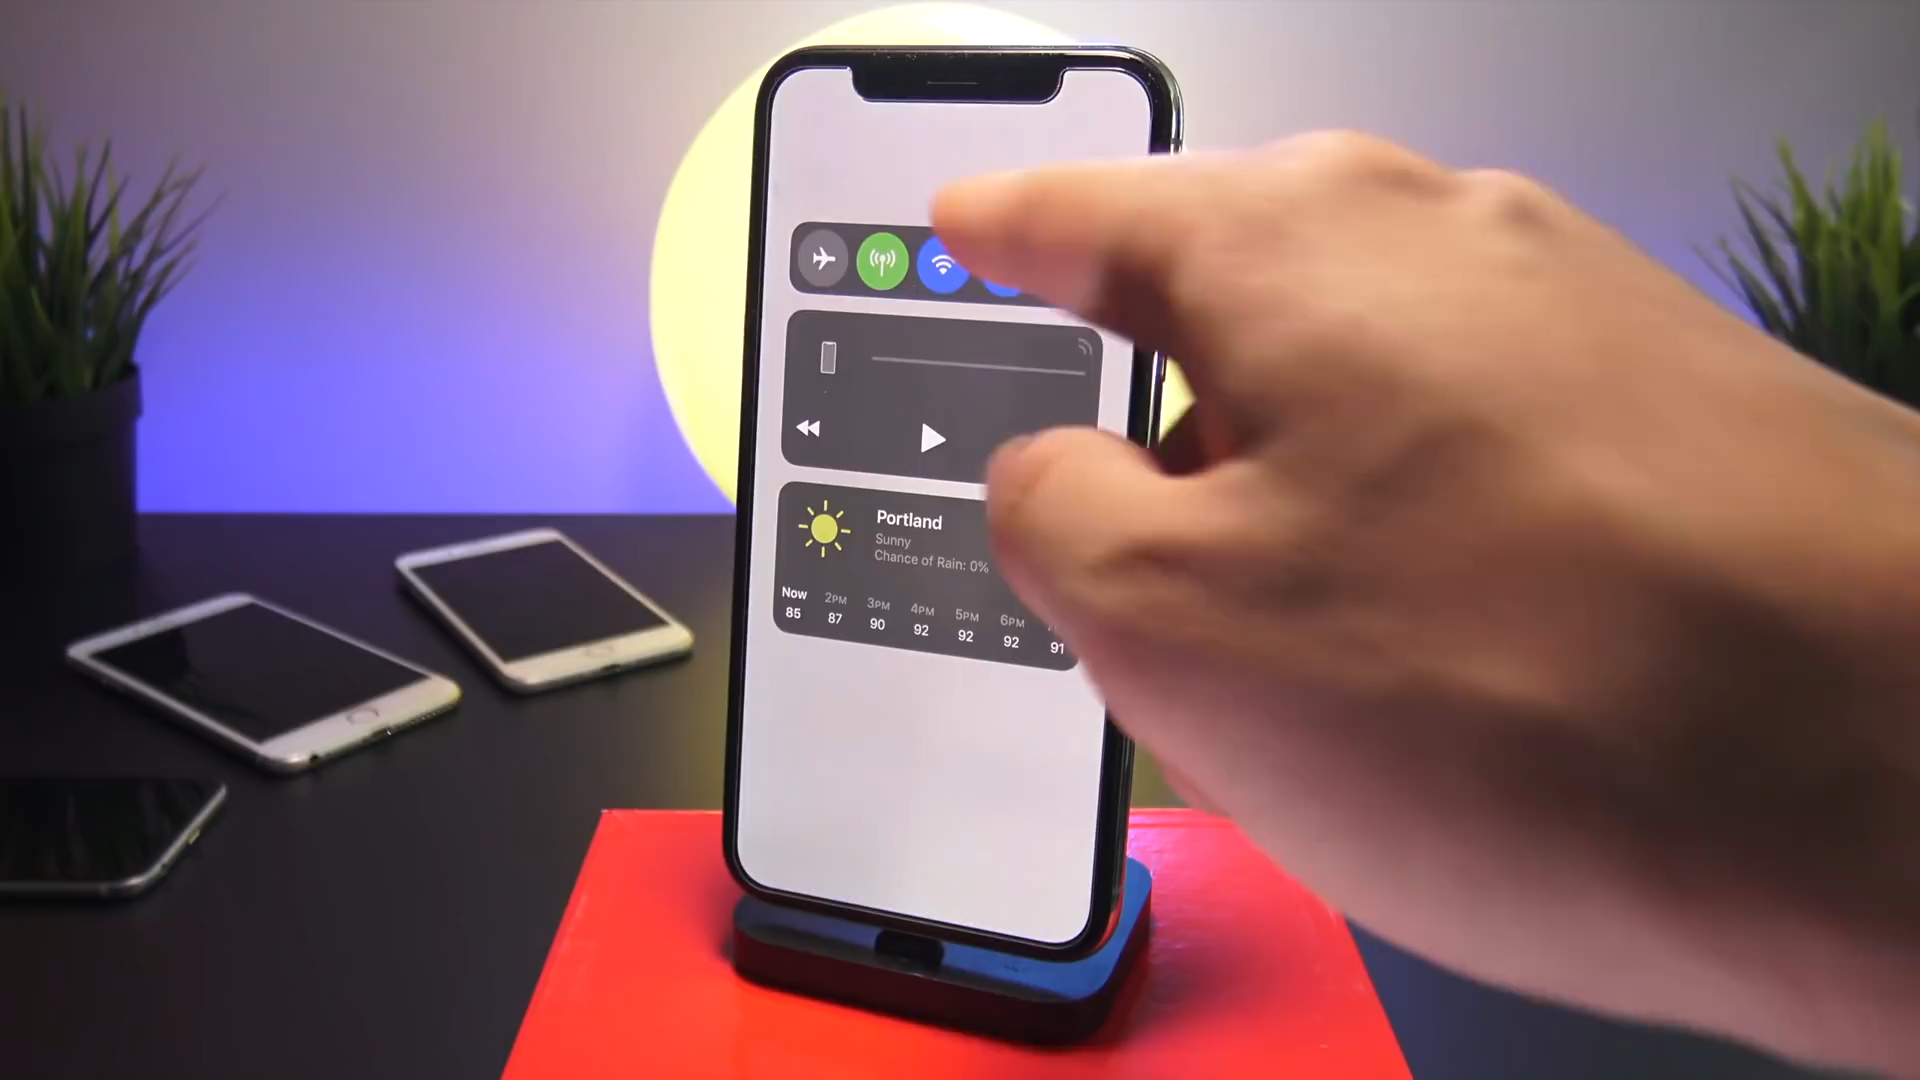 Portland
Sunny
Chance of Rain: 0%
Now 2PM 3PM 4PM 5PM 6PM
85 87 90 92 92 92 91